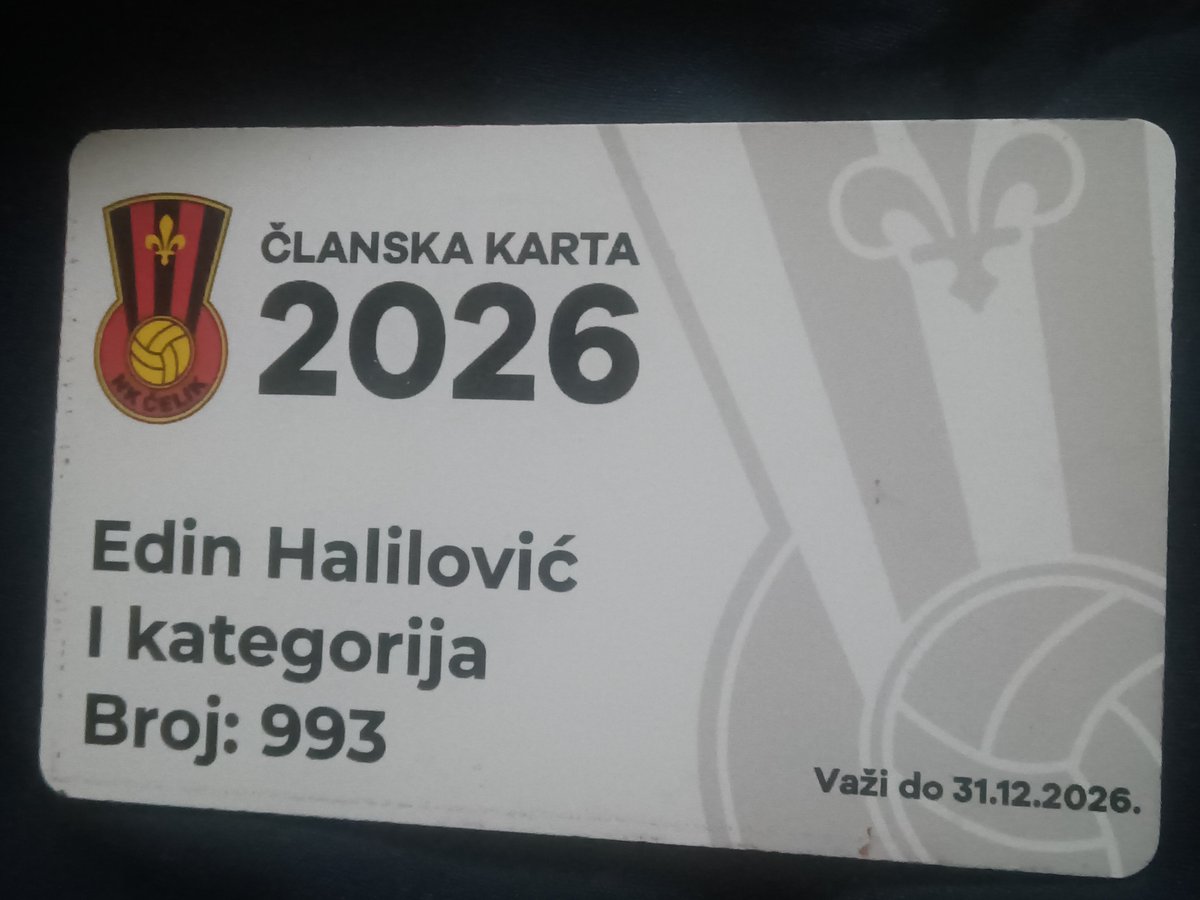 ČLANSKA KARTA
2026
NK ČELIK
Edin Halilović
I kategorija
Broj: 993
Važi do 31.12.2026.